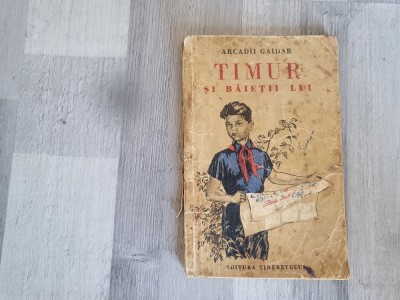 ARCADII GAIDAR
TIMUR
ȘI BĂIEȚII LUI
EDITURA TINERETULUI